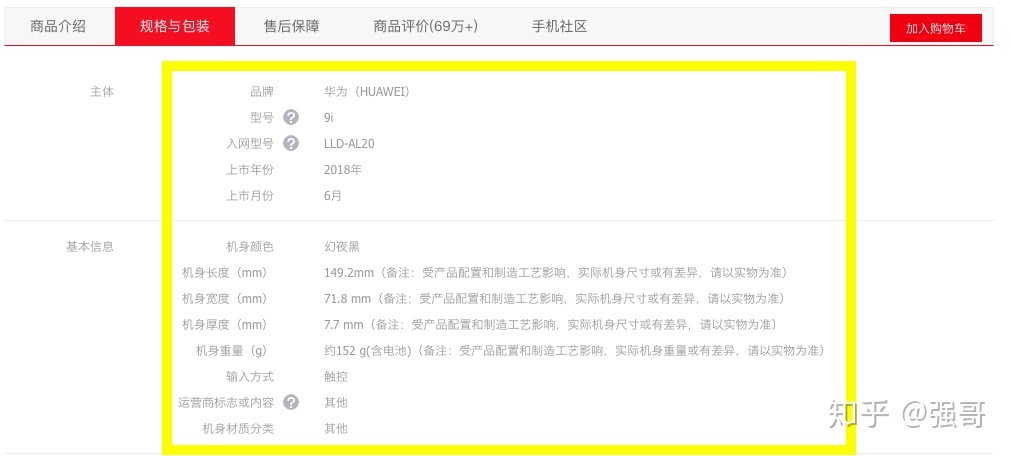 商品介绍 规格与包装 售后保障 商品评价(69万+) 手机社区 加入购物车
主体 品牌 华为（HUAWEI）
型号 ? 9i
入网型号 ? LLD-AL20
上市年份 2018年
上市月份 6月
基本信息 机身颜色 幻夜黑
机身长度（mm） 149.2mm（备注：受产品配置和制造工艺影响，实际机身尺寸或有差异，请以实物为准）
机身宽度（mm） 71.8 mm（备注：受产品配置和制造工艺影响，实际机身尺寸或有差异，请以实物为准）
机身厚度（mm） 7.7 mm（备注：受产品配置和制造工艺影响，实际机身尺寸或有差异，请以实物为准）
机身重量（g） 约152 g(含电池)（备注：受产品配置和制造工艺影响，实际机身重量或有差异，请以实物为准）
输入方式 触控
运营商标志或内容 ? 其他
机身材质分类 其他
知乎 @强哥